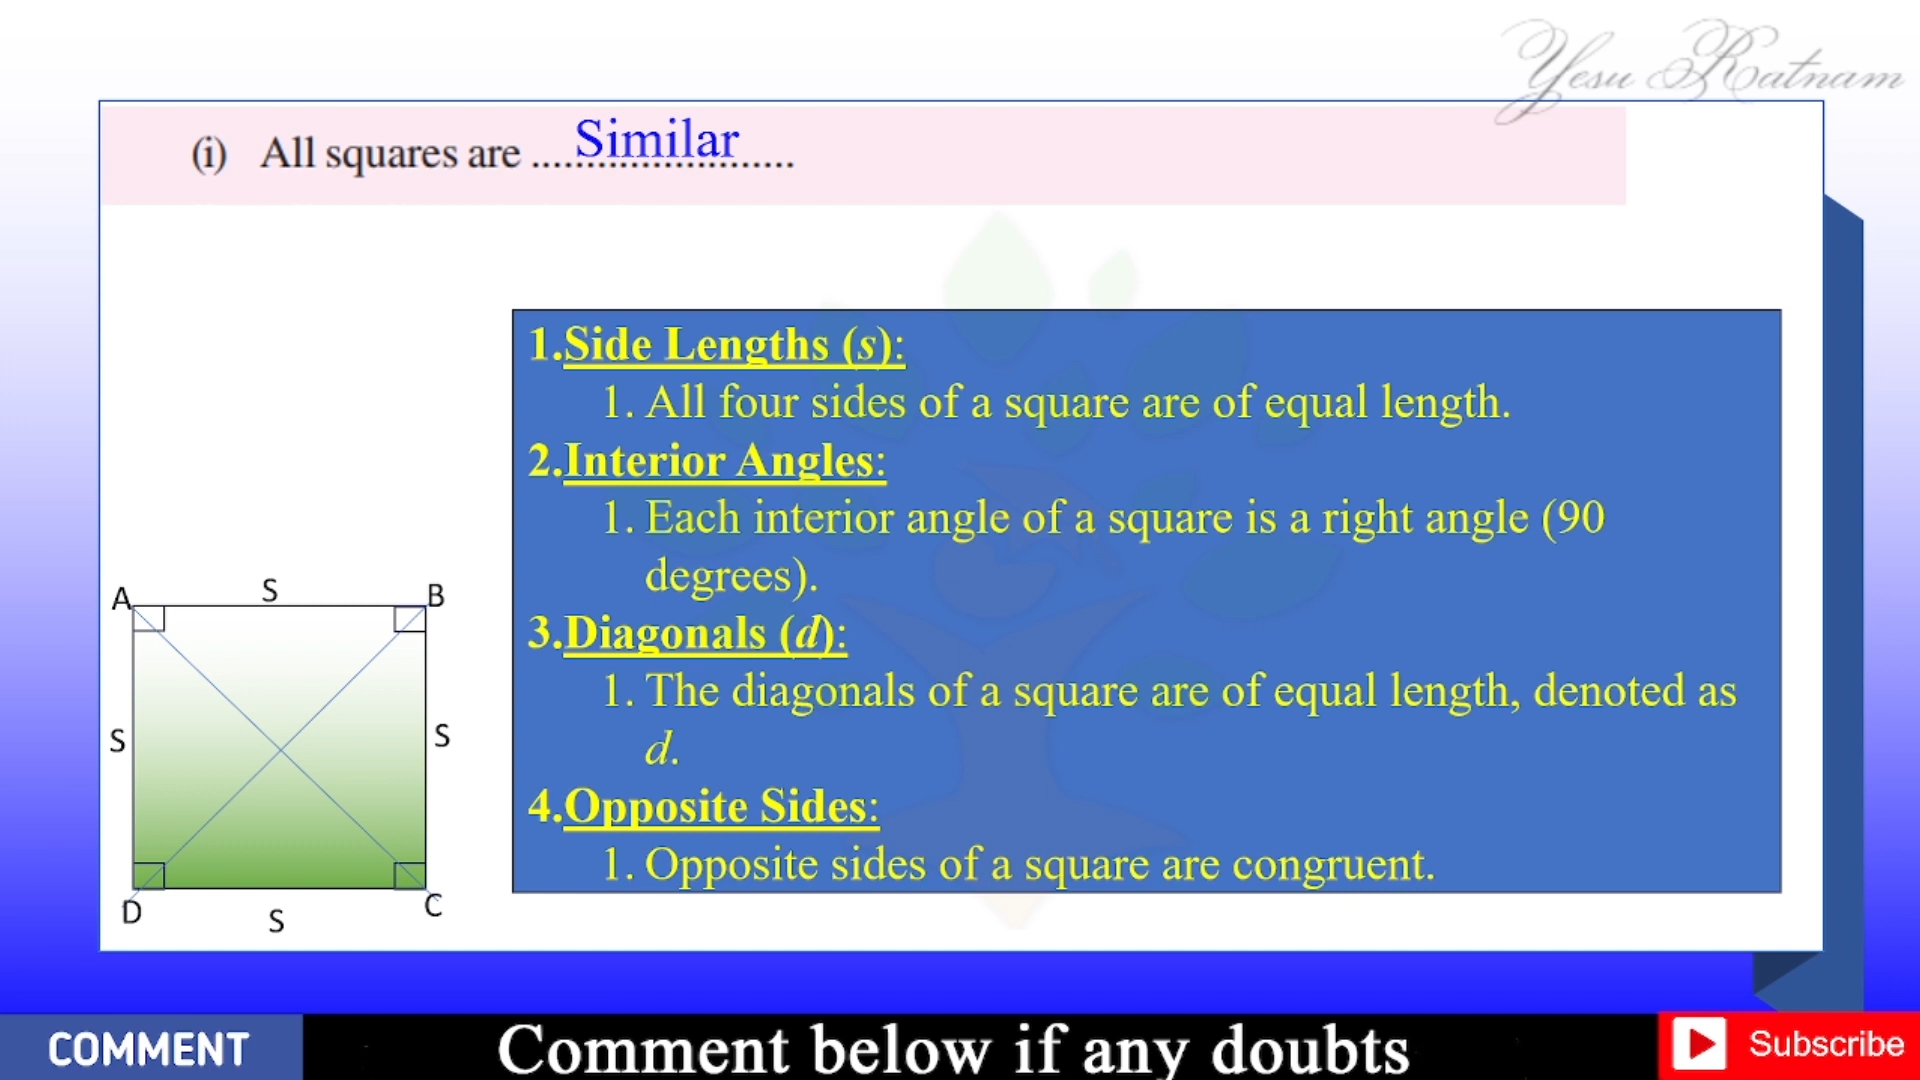 Yesu Ratnam
(i) All squares are ........................
Similar
1.Side Lengths (s):
1. All four sides of a square are of equal length.
2.Interior Angles:
1. Each interior angle of a square is a right angle (90
degrees).
3.Diagonals (d):
1. The diagonals of a square are of equal length, denoted as
d.
4.Opposite Sides:
1. Opposite sides of a square are congruent.
A S B
S S
D S C
COMMENT
Comment below if any doubts
Subscribe